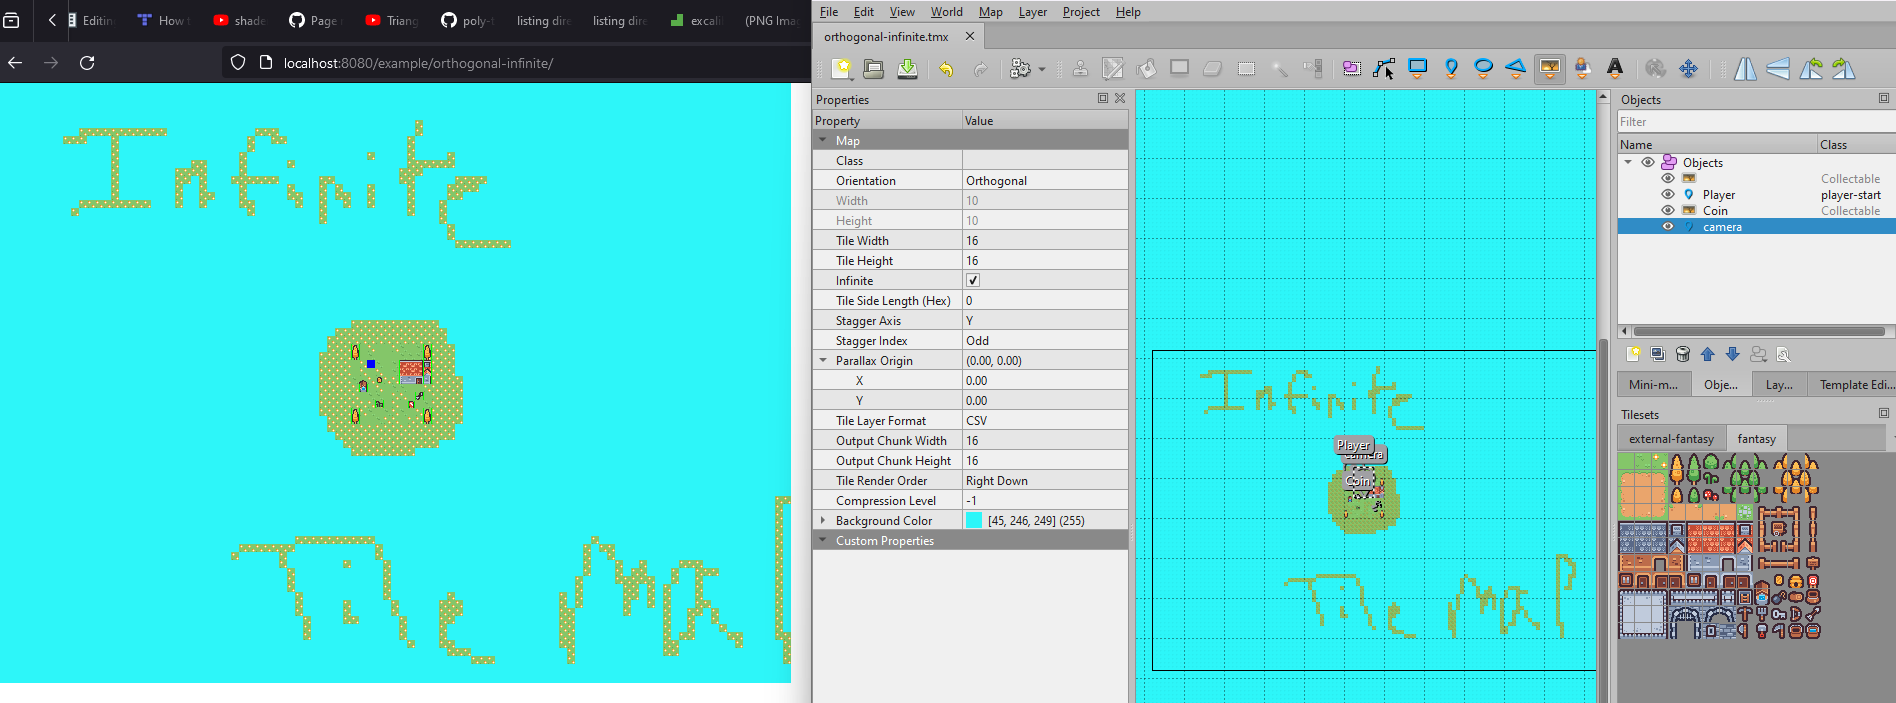 Editin
How t
shade
Page
Triang
poly-t
listing dire
listing dire
excali
(PNG Ima
localhost:8080/example/orthogonal-infinite/
Infinite
Tile Map
File Edit View World Map Layer Project Help
orthogonal-infinite.tmx
Properties
Property Value
Map
Class
Orientation Orthogonal
Width 10
Height 10
Tile Width 16
Tile Height 16
Infinite
Tile Side Length (Hex) 0
Stagger Axis Y
Stagger Index Odd
Parallax Origin (0.00, 0.00)
X 0.00
Y 0.00
Tile Layer Format CSV
Output Chunk Width 16
Output Chunk Height 16
Tile Render Order Right Down
Compression Level -1
Background Color [45, 246, 249] (255)
Custom Properties
Infinite
Player
camera
Coin
Tile Map
Objects
Filter
Name Class
Objects
Collectable
Player player-start
Coin Collectable
camera
Mini-m... Obje... Lay... Template Edi...
Tilesets
external-fantasy fantasy